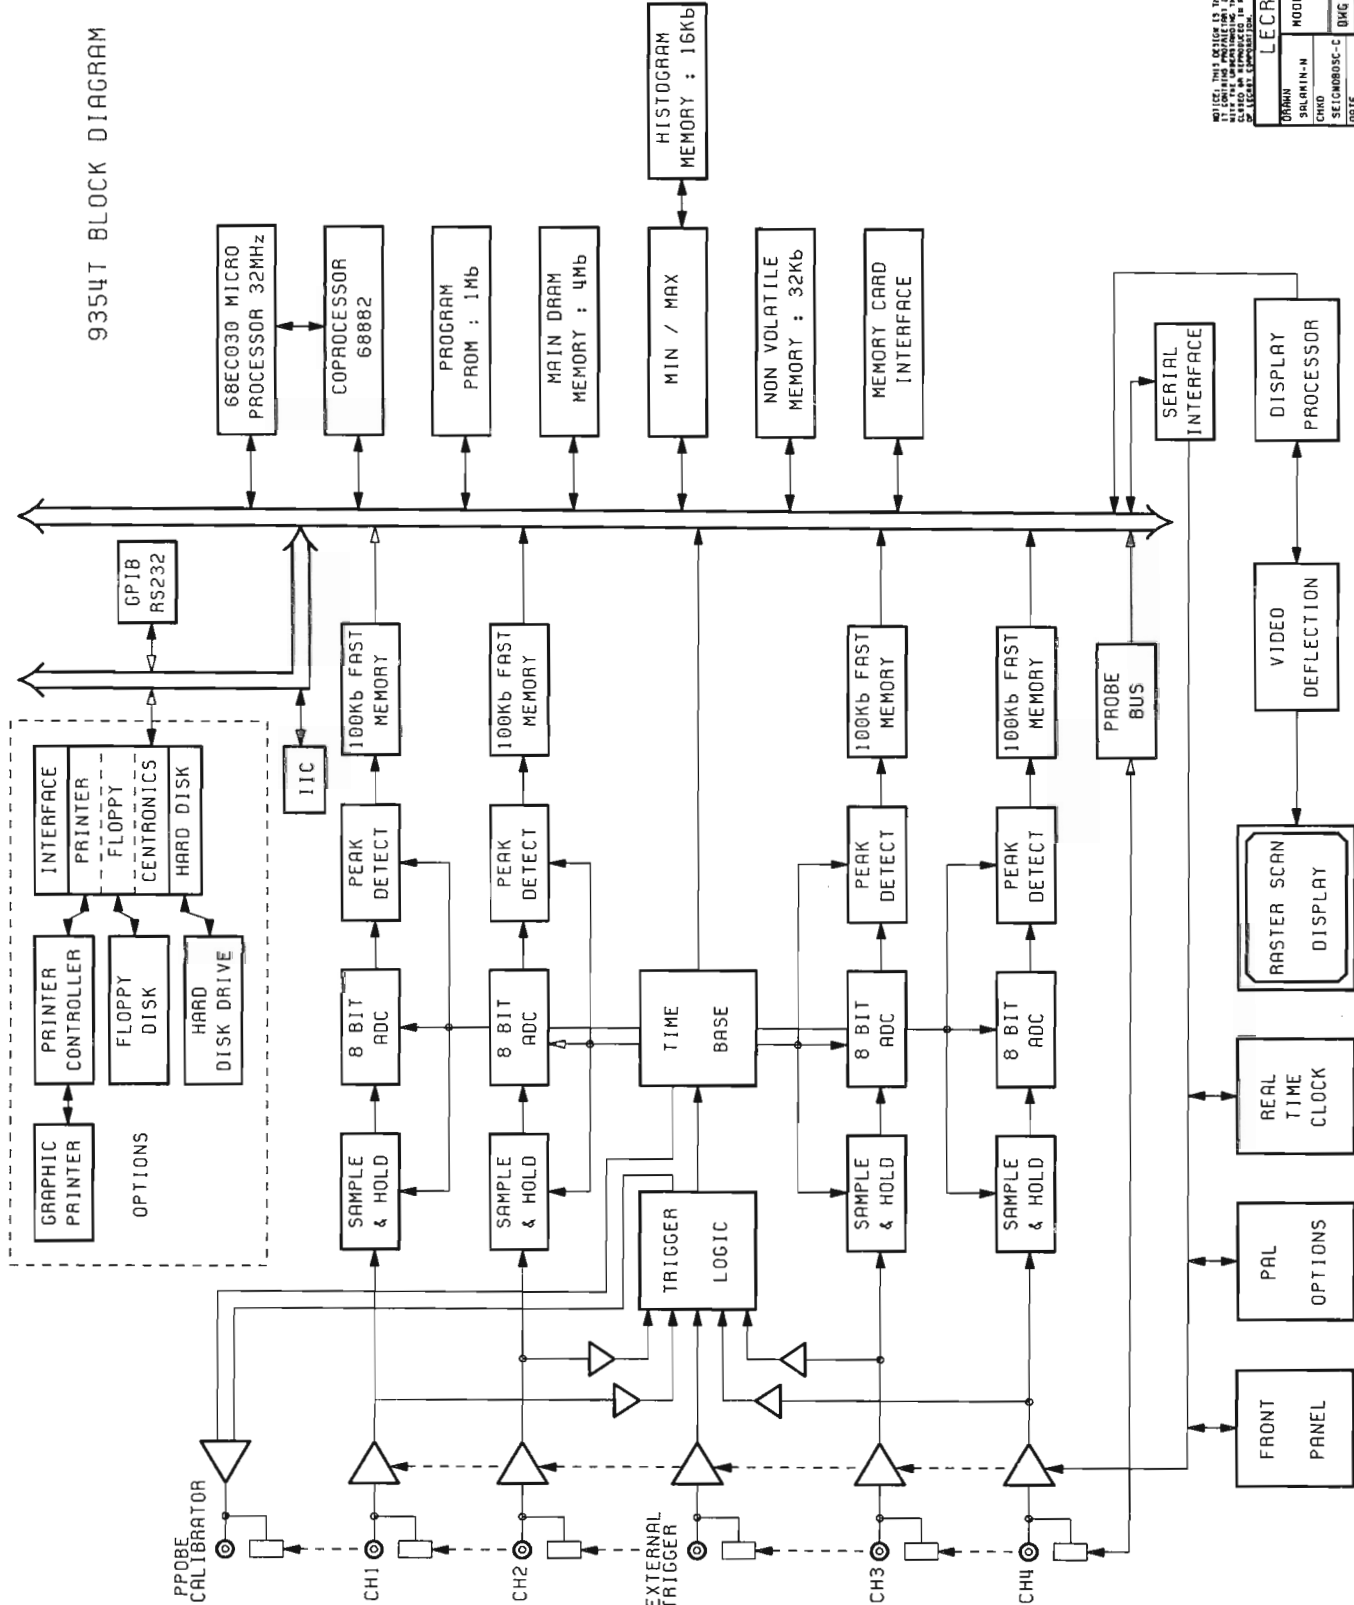 9354T BLOCK DIAGRAM
GRAPHIC
PRINTER
PRINTER
CONTROLLER
FLOPPY
DISK
HARD
DISK DRIVE
OPTIONS
INTERFACE
PRINTER
FLOPPY
CENTRONICS
HARD DISK
GPIB
RS232
IIC
68EC030 MICRO
PROCESSOR 32MHz
COPROCESSOR
68882
PROGRAM
PROM : 1Mb
MAIN DRAM
MEMORY : 4Mb
MIN / MAX
HISTOGRAM
MEMORY : 16Kb
NON VOLATILE
MEMORY : 32Kb
MEMORY CARD
INTERFACE
PPOBE
CALIBRATOR
CH1
SAMPLE
& HOLD
8 BIT
ADC
PEAK
DETECT
100Kb FAST
MEMORY
CH2
SAMPLE
& HOLD
8 BIT
ADC
PEAK
DETECT
100Kb FAST
MEMORY
EXTERNAL
TRIGGER
TRIGGER
LOGIC
TIME
BASE
CH3
SAMPLE
& HOLD
8 BIT
ADC
PEAK
DETECT
100Kb FAST
MEMORY
CH4
SAMPLE
& HOLD
8 BIT
ADC
PEAK
DETECT
100Kb FAST
MEMORY
PROBE
BUS
SERIAL
INTERFACE
FRONT
PANEL
PAL
OPTIONS
REAL
TIME
CLOCK
RASTER SCAN
DISPLAY
VIDEO
DEFLECTION
DISPLAY
PROCESSOR
LECR
DRAWN
SALAMIN-N
CHKD
SEIGNOBOSC-C
DATE
DWG